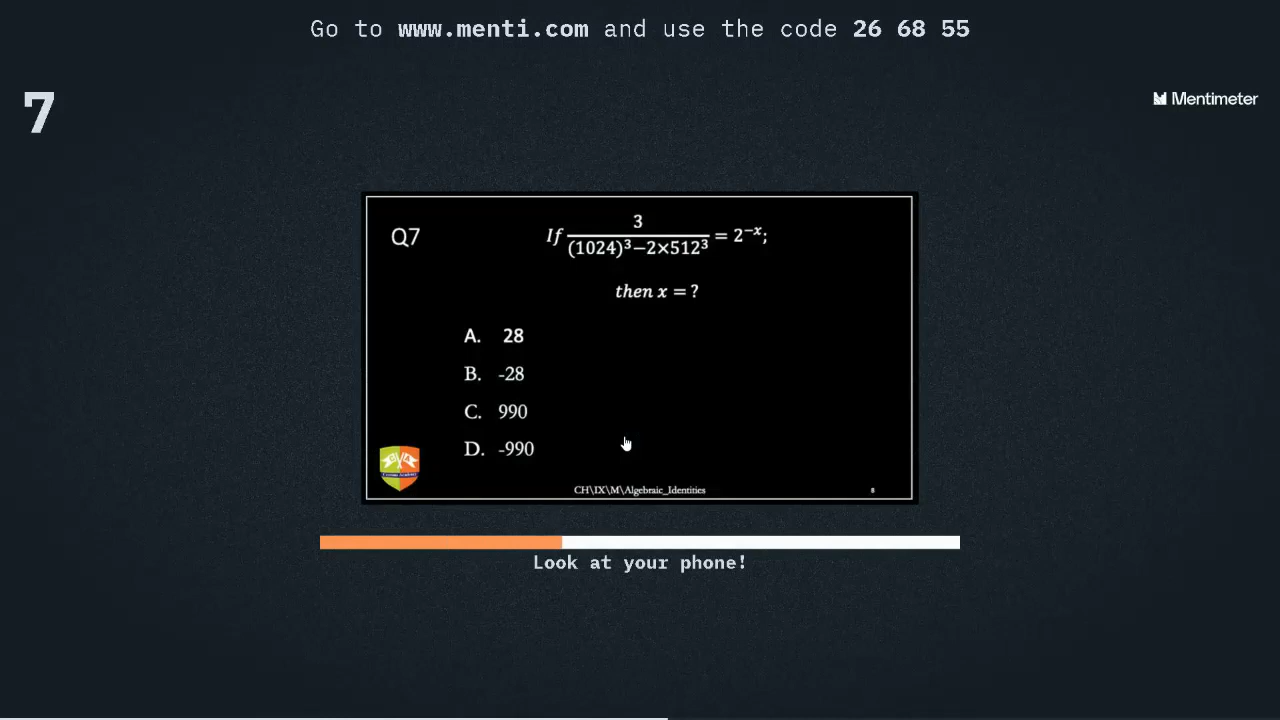 Go to www.menti.com and use the code 26 68 55
7
Mentimeter
Q7
If 3/((1024)³−2×512³) = 2⁻ˣ;
then x = ?
A. 28
B. -28
C. 990
D. -990
CH\IX\M\Algebraic_Identities
8
Look at your phone!